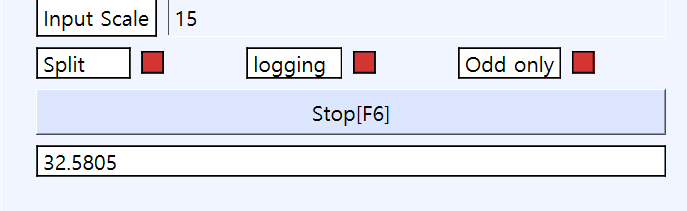 Input Scale 15
Split logging Odd only
Stop[F6]
32.5805